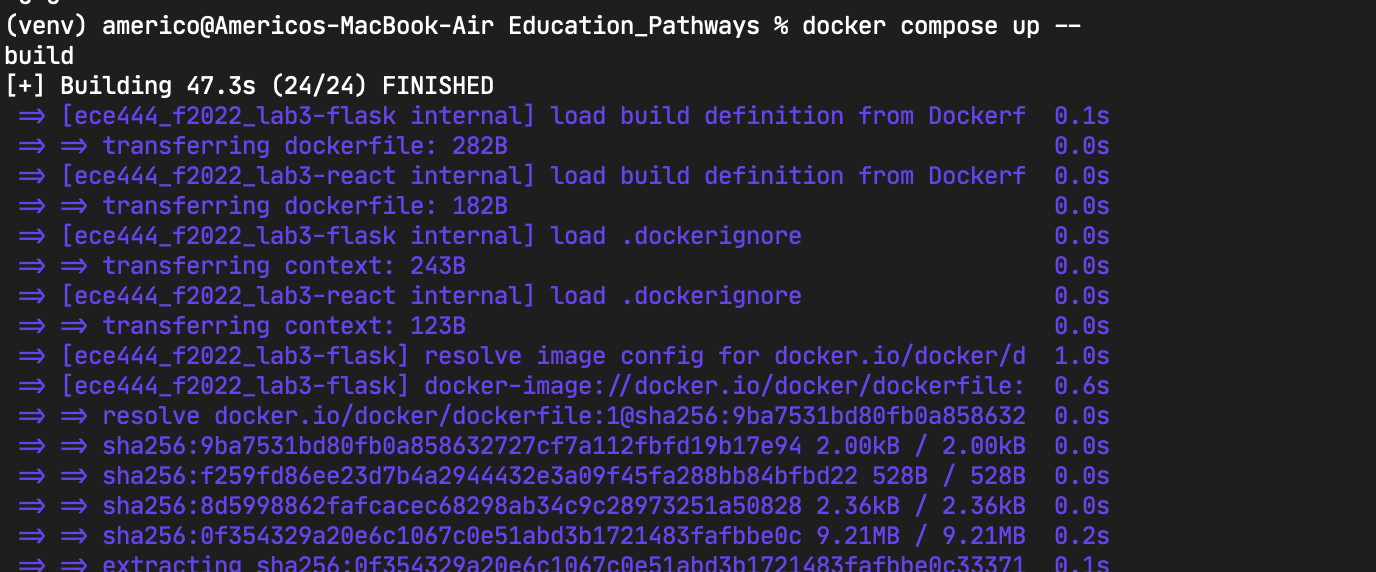 (venv) americo@Americos-MacBook-Air Education_Pathways % docker compose up --
build
[+] Building 47.3s (24/24) FINISHED
=> [ece444_f2022_lab3-flask internal] load build definition from Dockerf 0.1s
=> => transferring dockerfile: 282B 0.0s
=> [ece444_f2022_lab3-react internal] load build definition from Dockerf 0.0s
=> => transferring dockerfile: 182B 0.0s
=> [ece444_f2022_lab3-flask internal] load .dockerignore 0.0s
=> => transferring context: 243B 0.0s
=> [ece444_f2022_lab3-react internal] load .dockerignore 0.0s
=> => transferring context: 123B 0.0s
=> [ece444_f2022_lab3-flask] resolve image config for docker.io/docker/d 1.0s
=> [ece444_f2022_lab3-flask] docker-image://docker.io/docker/dockerfile: 0.6s
=> => resolve docker.io/docker/dockerfile:1@sha256:9ba7531bd80fb0a858632 0.0s
=> => sha256:9ba7531bd80fb0a858632727cf7a112fbfd19b17e94 2.00kB / 2.00kB 0.0s
=> => sha256:f259fd86ee23d7b4a2944432e3a09f45fa288bb84bfbd22 528B / 528B 0.0s
=> => sha256:8d5998862fafcacec68298ab34c9c28973251a50828 2.36kB / 2.36kB 0.0s
=> => sha256:0f354329a20e6c1067c0e51abd3b1721483fafbbe0c 9.21MB / 9.21MB 0.2s
=> => extracting sha256:0f354329a20e6c1067c0e51abd3b1721483fafbbe0c33371 0.1s